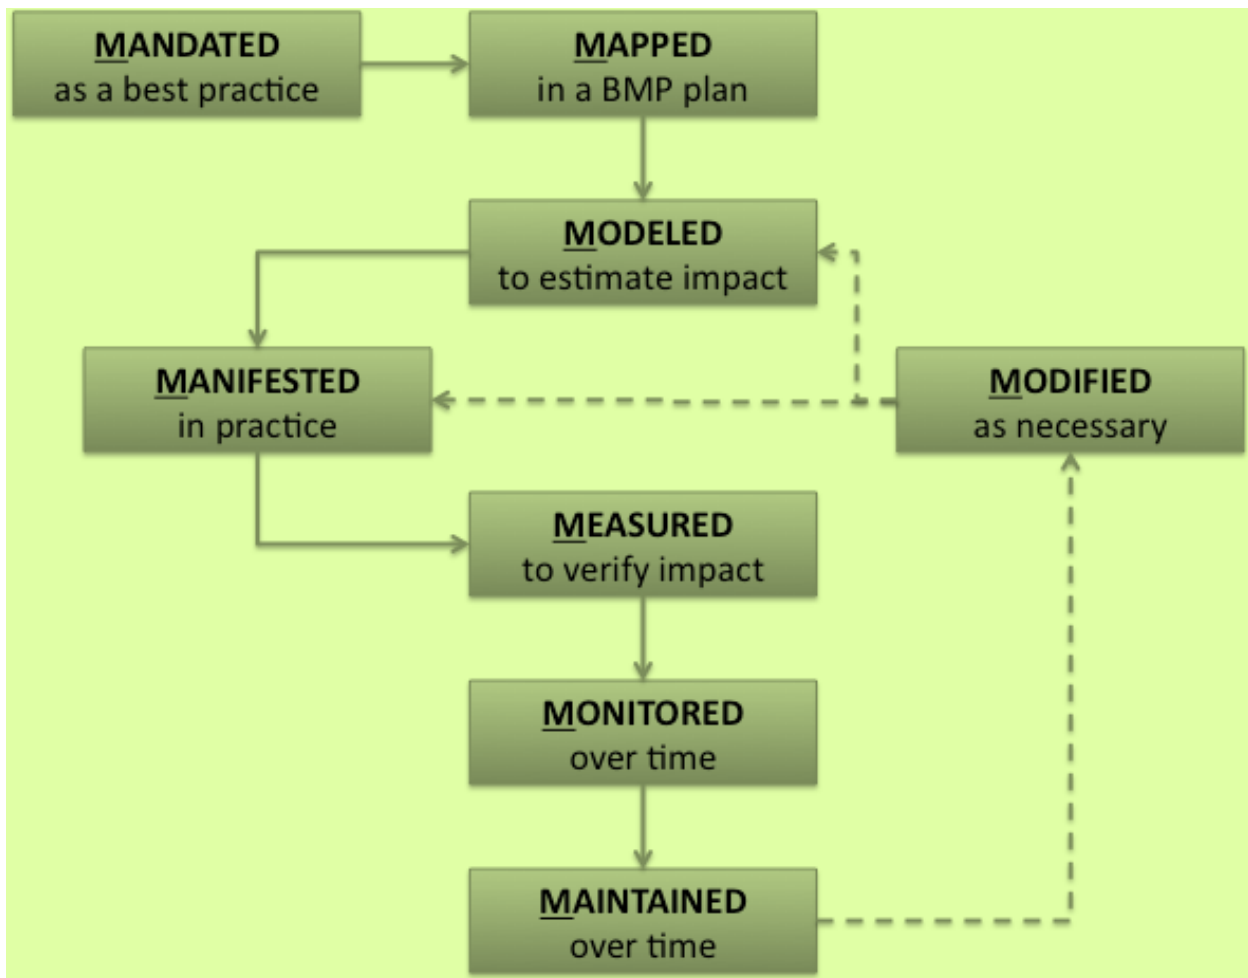 MANDATED
as a best practice
MAPPED
in a BMP plan
MODELED
to estimate impact
MANIFESTED
in practice
MODIFIED
as necessary
MEASURED
to verify impact
MONITORED
over time
MAINTAINED
over time